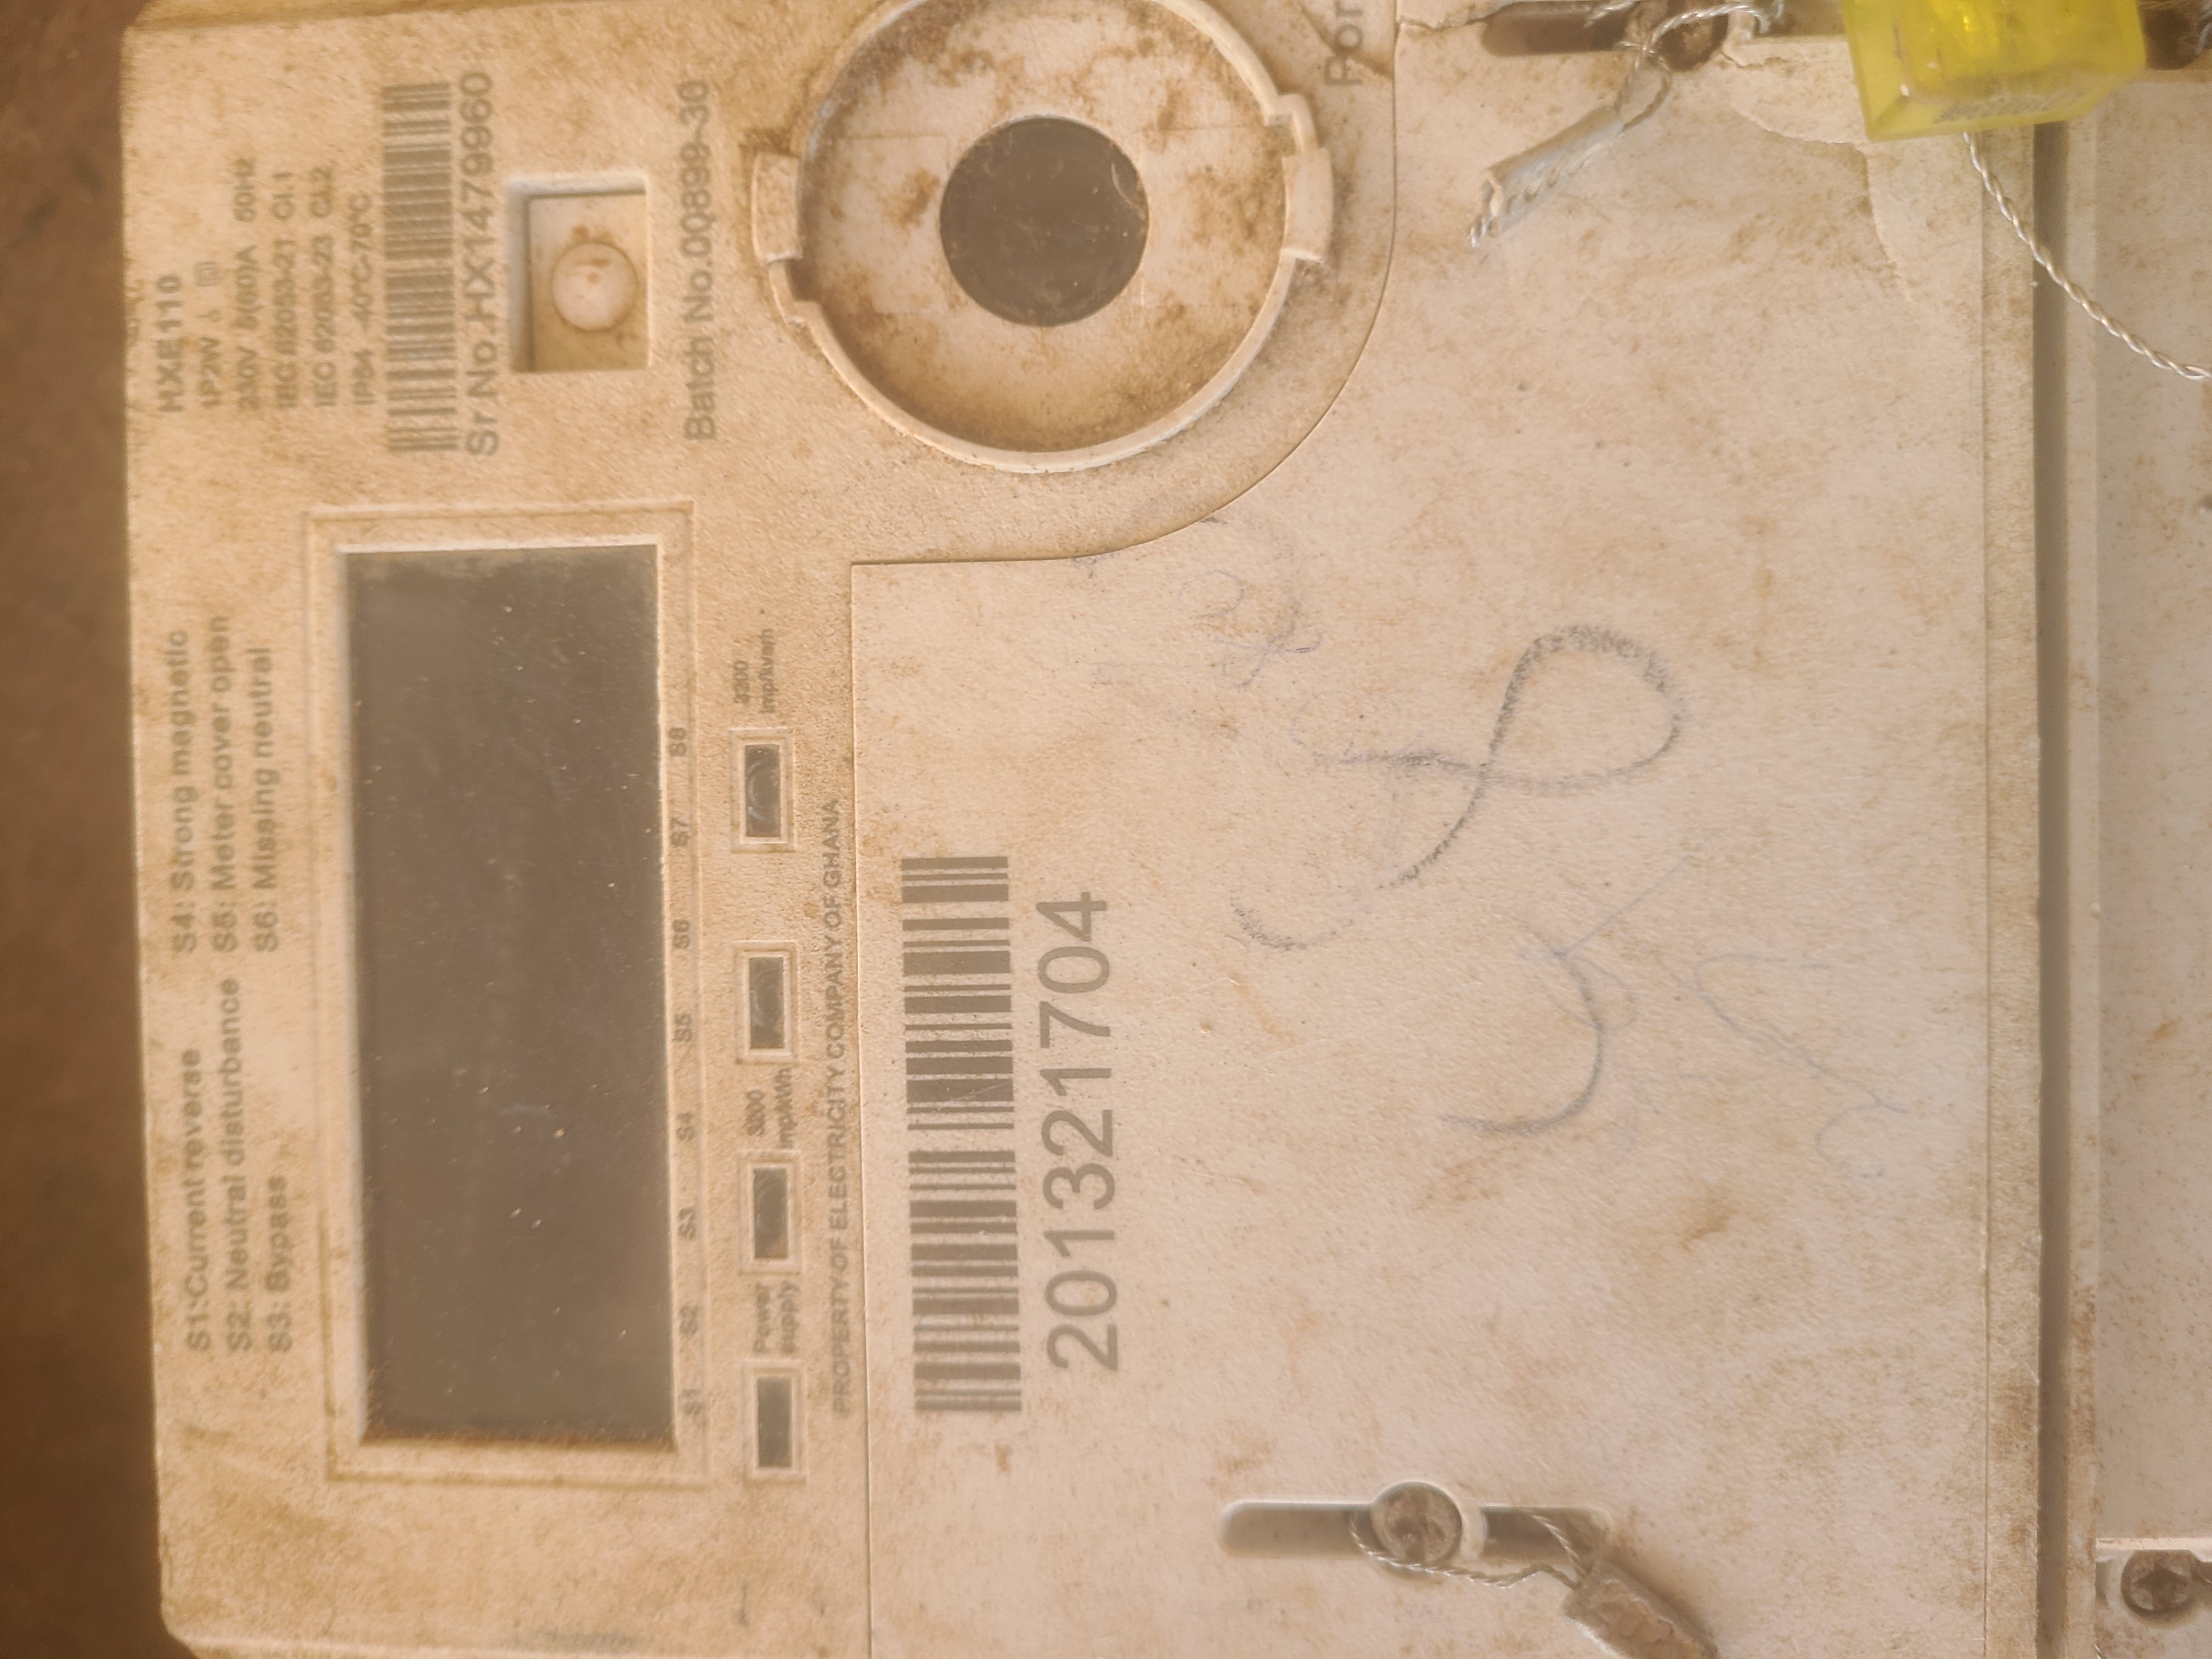 S1:Current reverse
S2: Neutral disturbance
S3: Bypass
S4: Strong magnetic
S5: Meter cover open
S6: Missing neutral
HXE110
1P2W
230V 5(60)A 50Hz
IEC 62053-21 Cl.1
IEC 62053-23 Cl.2
IP54 -40°C-70°C
Sr No.HX1479960
S1 S2 S3 S4 S5 S6 S7 S8
Batch No.00899-30
Power
supply
3200
imp/kWh
3200
imp/kvarh
PROPERTY OF ELECTRICITY COMPANY OF GHANA
201321704
Por
8